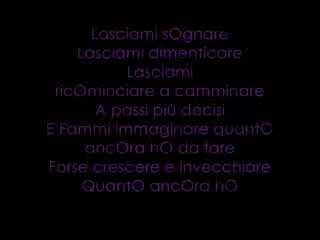 Lasciami sOgnare
Lasciami dimenticare
Lasciami
ricOminciare a camminare
A passi più decisi
E Fammi immaginare quantO
ancOra hO da fare
Forse crescere e invecchiare
QuantO ancOra hO